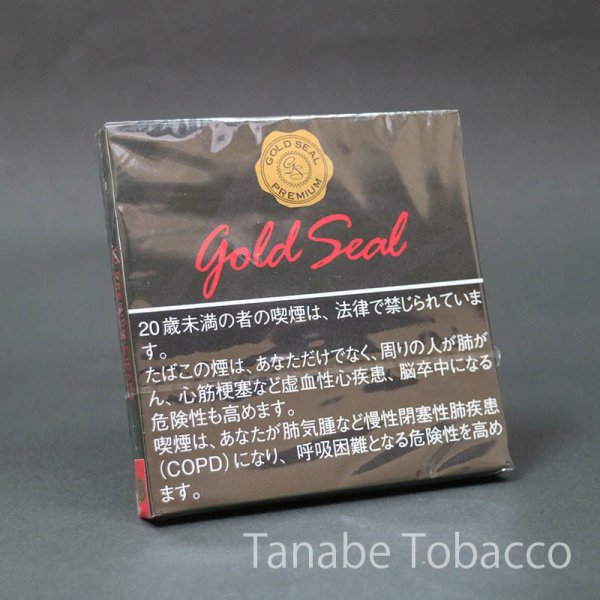 GOLD SEAL
GS
PREMIUM
Gold Seal
20歳未満の者の喫煙は、法律で禁じられていま
す。
たばこの煙は、あなただけでなく、周りの人が肺が
ん、心筋梗塞など虚血性心疾患、脳卒中になる
危険性も高めます。
喫煙は、あなたが肺気腫など慢性閉塞性肺疾患
(COPD)になり、呼吸困難となる危険性を高め
ます。
Tanabe Tobacco